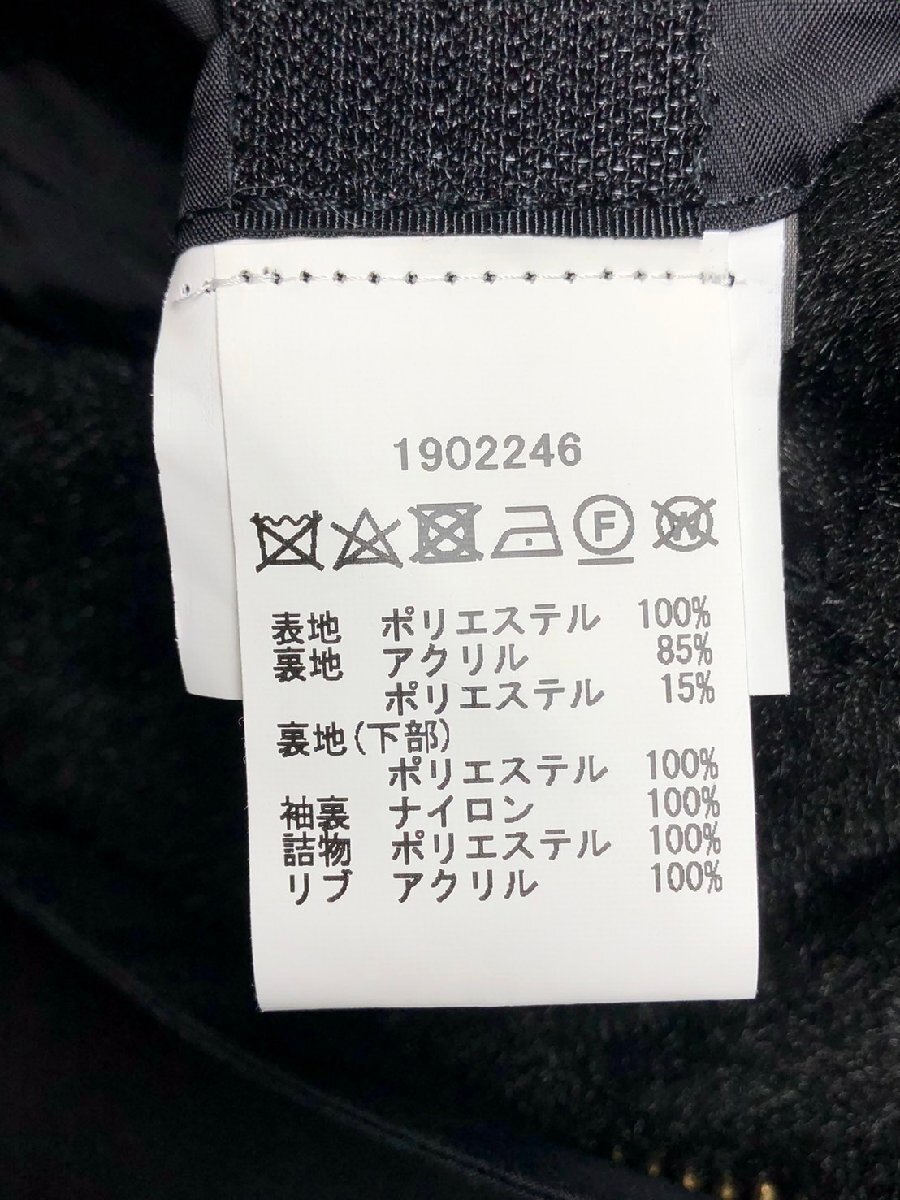 1902246
F W
表地 ポリエステル 100%
裏地 アクリル 85%
ポリエステル 15%
裏地(下部)
ポリエステル 100%
袖裏 ナイロン 100%
詰物 ポリエステル 100%
リブ アクリル 100%